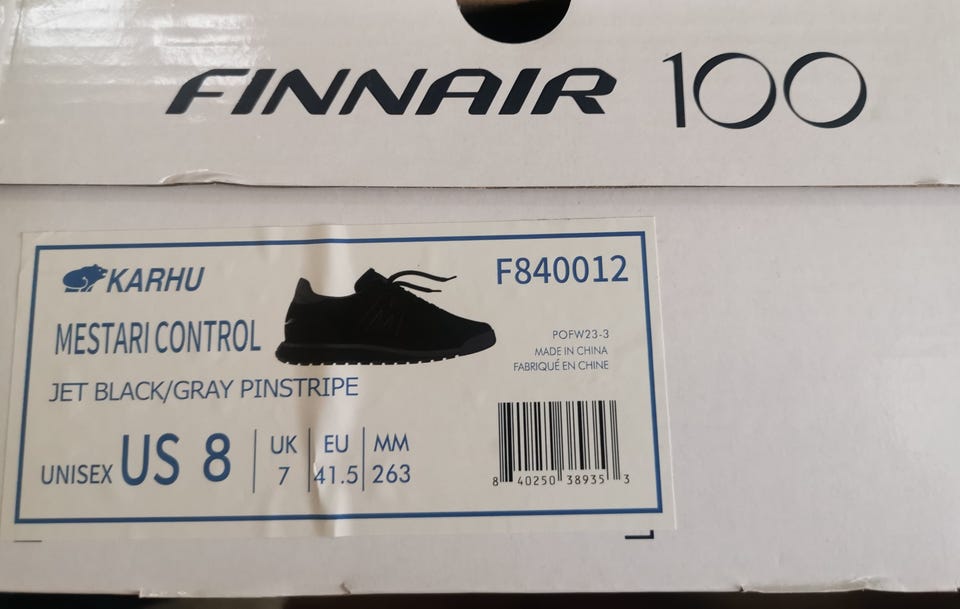 FINNAIR 100
KARHU
F840012
MESTARI CONTROL
POFW23-3
MADE IN CHINA
FABRIQUÉ EN CHINE
JET BLACK/GRAY PINSTRIPE
UNISEX US 8
UK EU MM
7 41.5 263
8 40250 38935 3